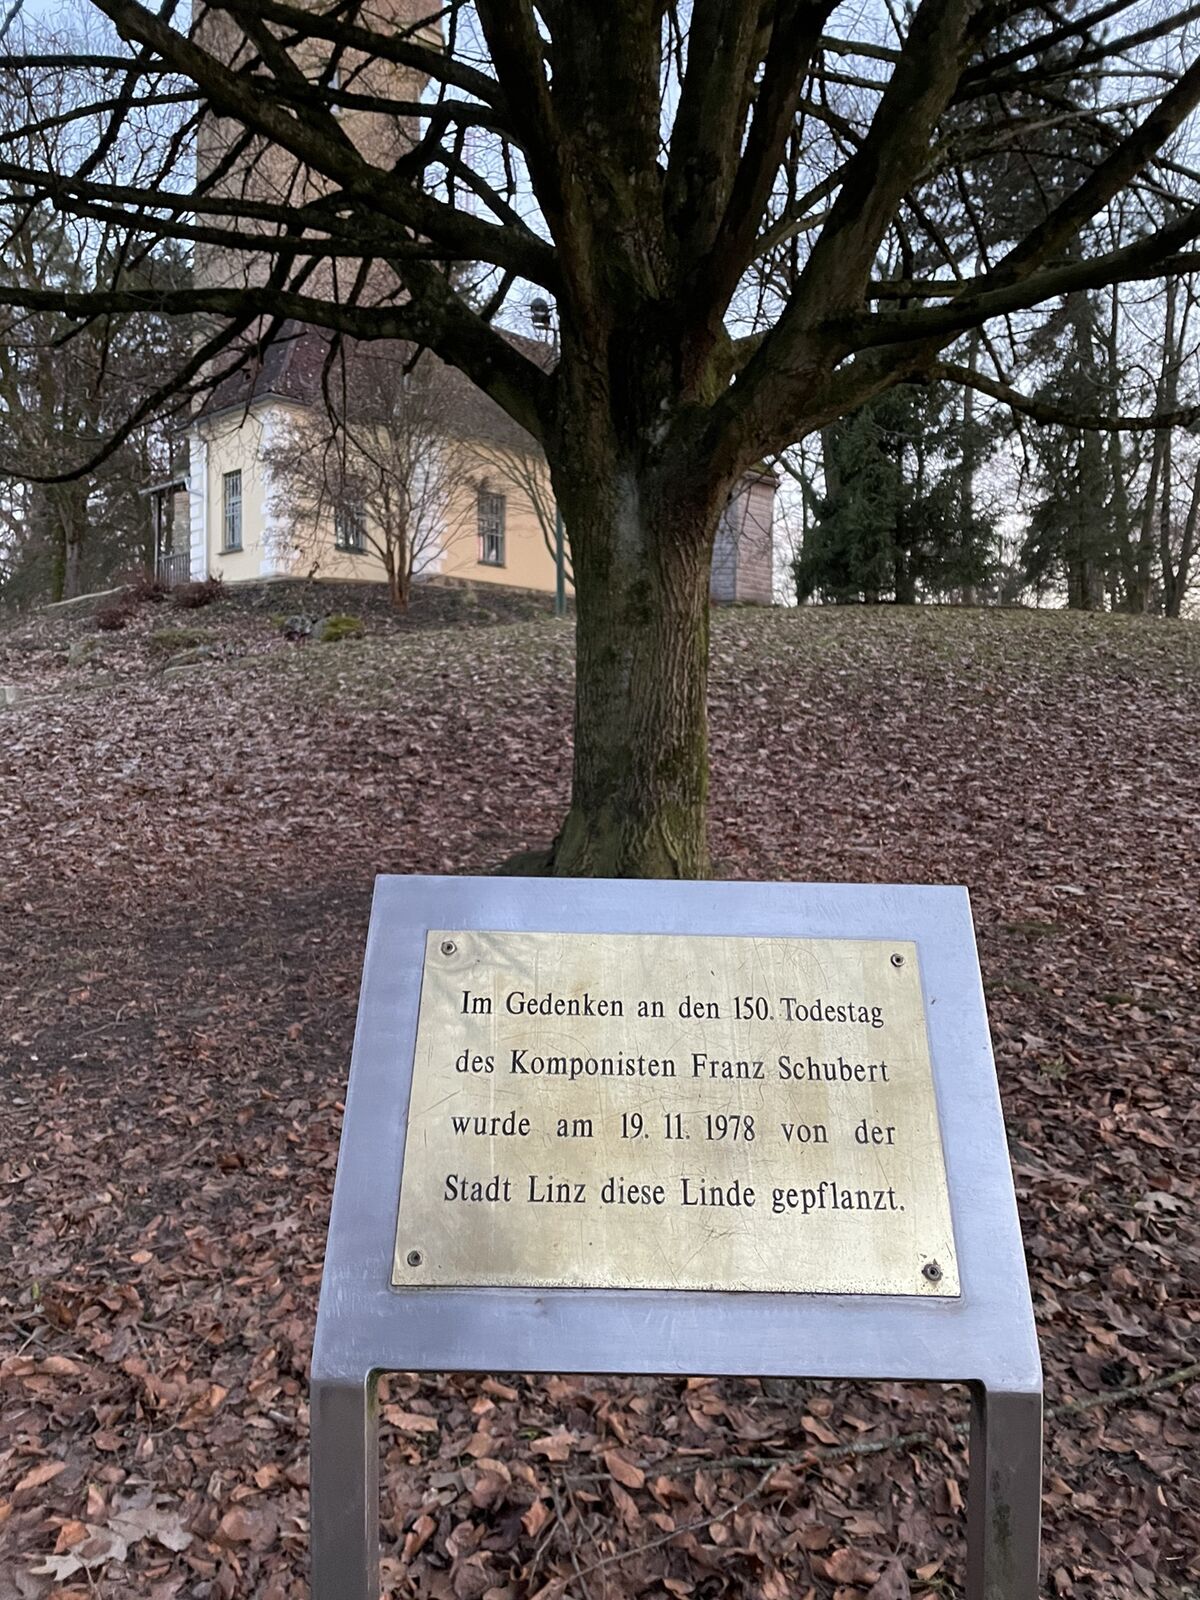 Im Gedenken an den 150. Todestag
des Komponisten Franz Schubert
wurde am 19. 11. 1978 von der
Stadt Linz diese Linde gepflanzt.